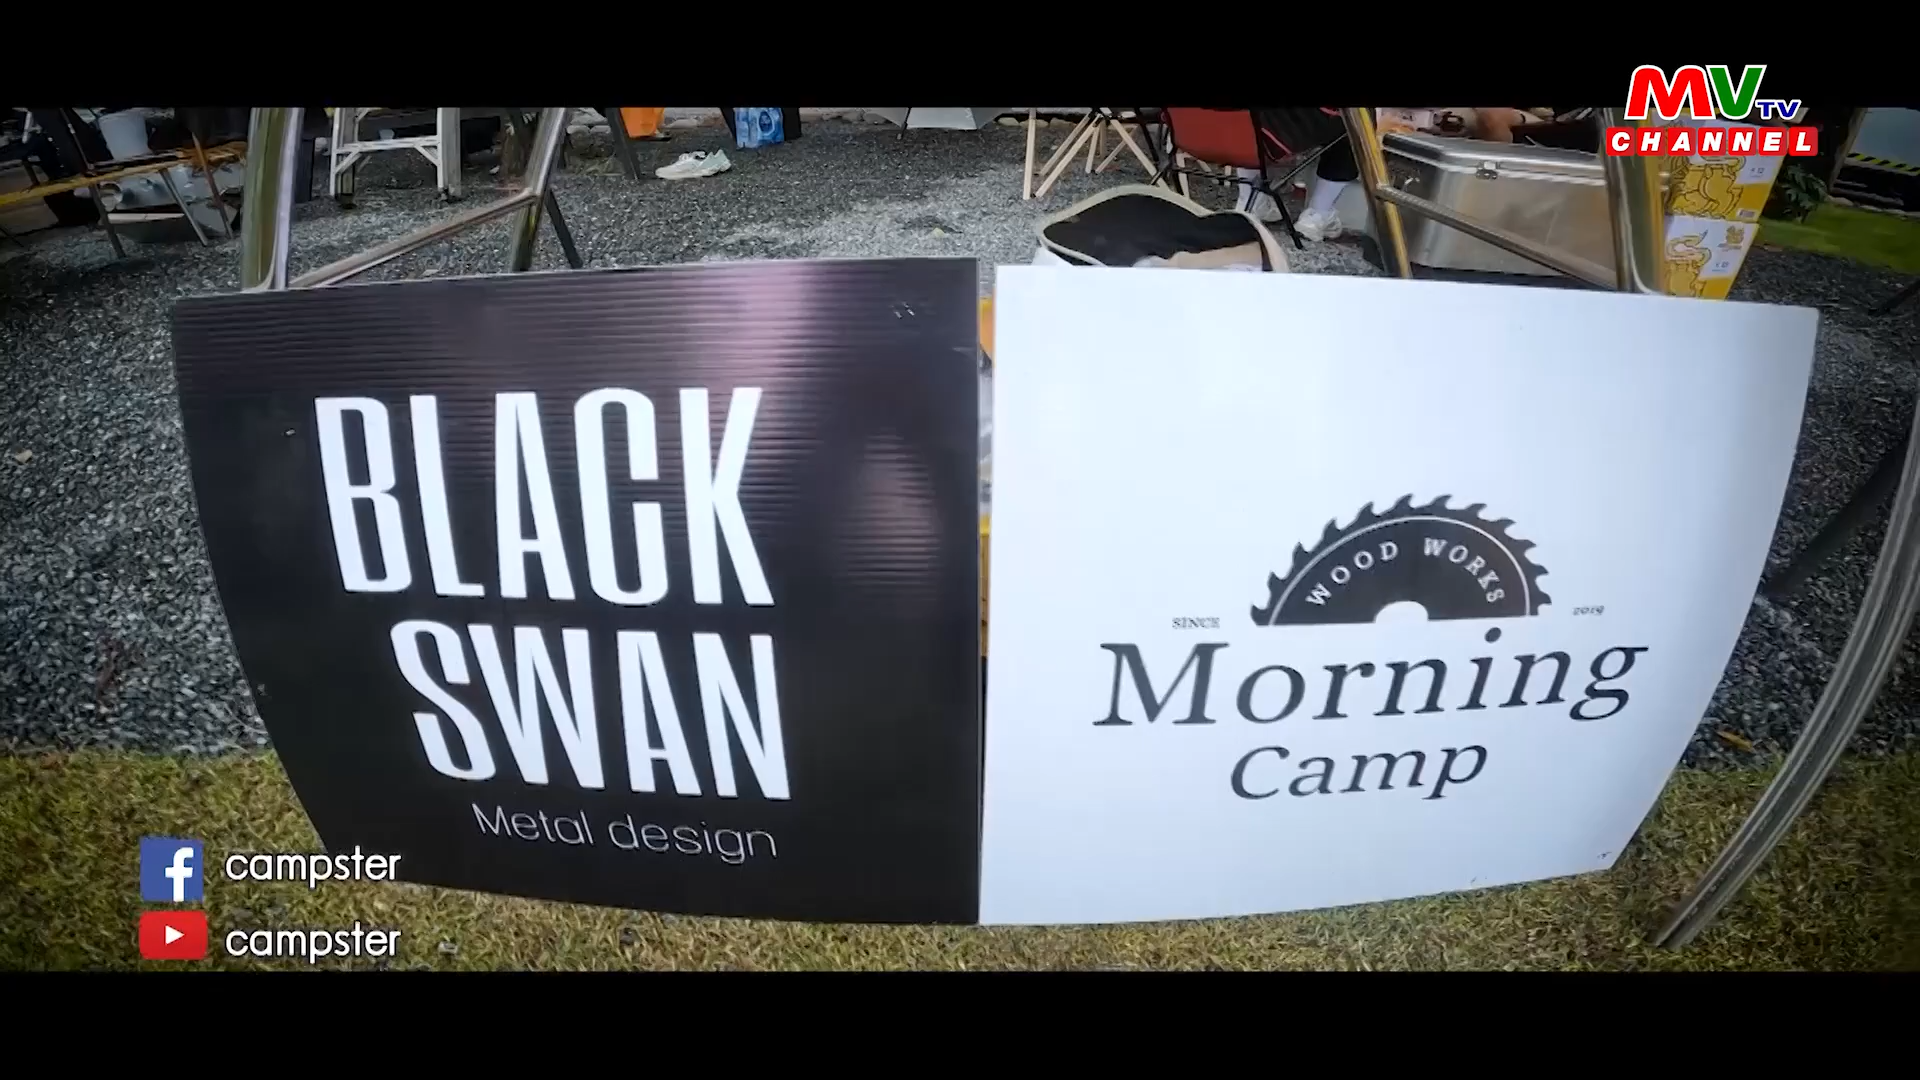 MV TV
CHANNEL
BLACK
SWAN
Metal design
WOOD WORKS
SINCE 2019
Morning
Camp
campster
campster